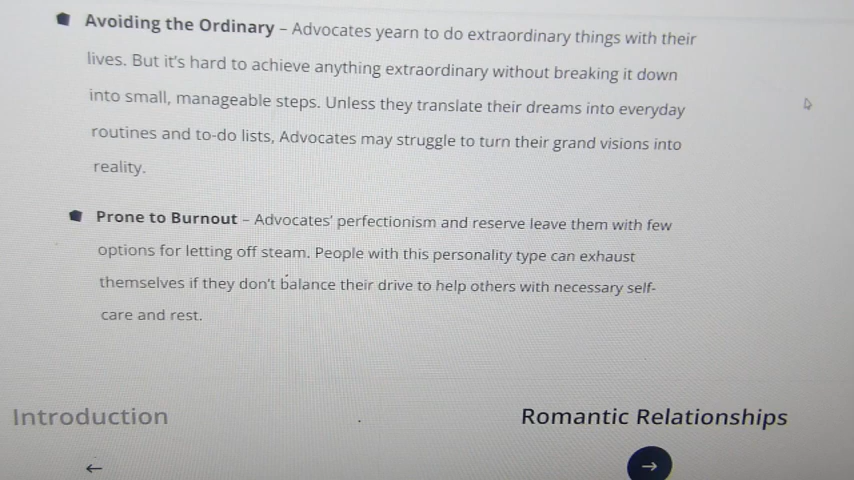 Avoiding the Ordinary – Advocates yearn to do extraordinary things with their
lives. But it's hard to achieve anything extraordinary without breaking it down
into small, manageable steps. Unless they translate their dreams into everyday
routines and to-do lists, Advocates may struggle to turn their grand visions into
reality.
Prone to Burnout – Advocates' perfectionism and reserve leave them with few
options for letting off steam. People with this personality type can exhaust
themselves if they don't balance their drive to help others with necessary self-
care and rest.
Introduction
Romantic Relationships